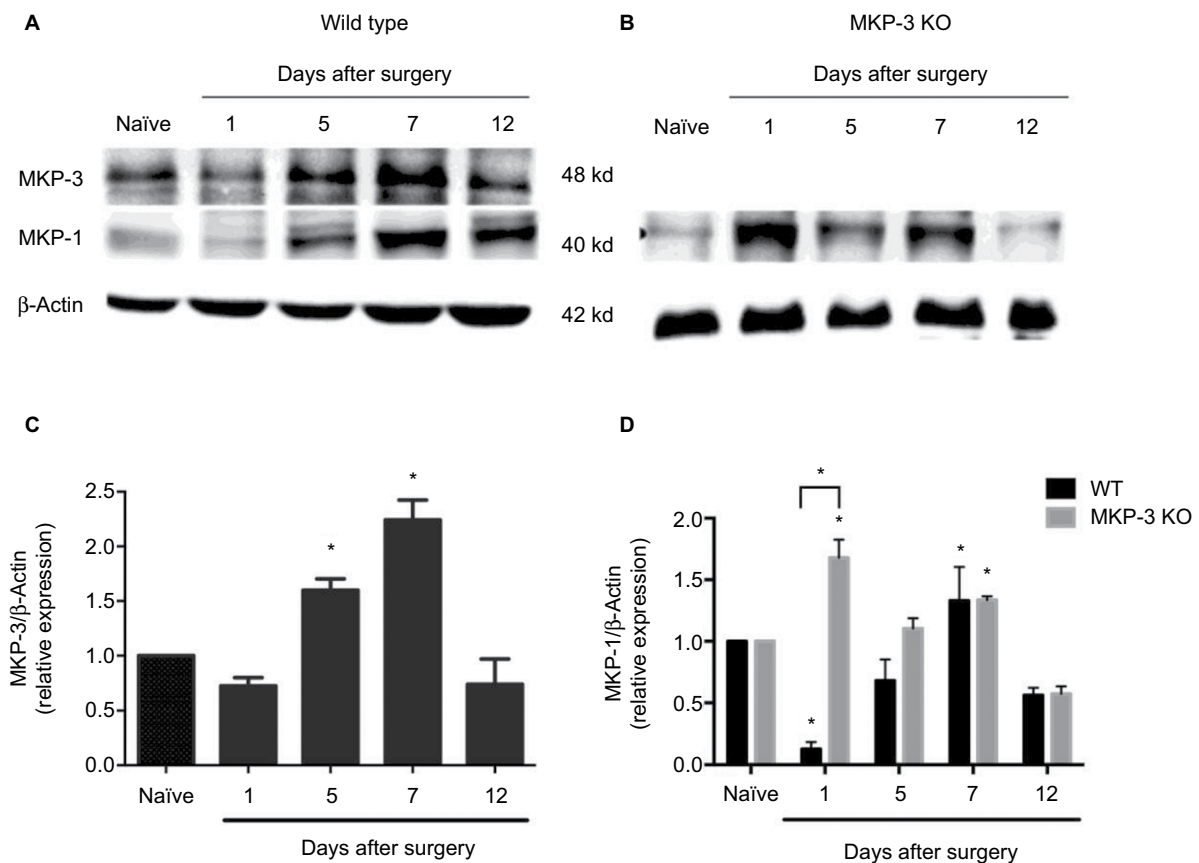 A
Wild type
Days after surgery
Naïve 1 5 7 12
MKP-3 48 kd
MKP-1 40 kd
β-Actin 42 kd
B
MKP-3 KO
Days after surgery
Naïve 1 5 7 12
C
MKP-3/β-Actin
(relative expression)
2.5
2.0
1.5
1.0
0.5
0.0
* *
Naïve 1 5 7 12
Days after surgery
D
WT
MKP-3 KO
MKP-1/β-Actin
(relative expression)
2.0
1.5
1.0
0.5
0.0
*
*
*
* *
Naïve 1 5 7 12
Days after surgery